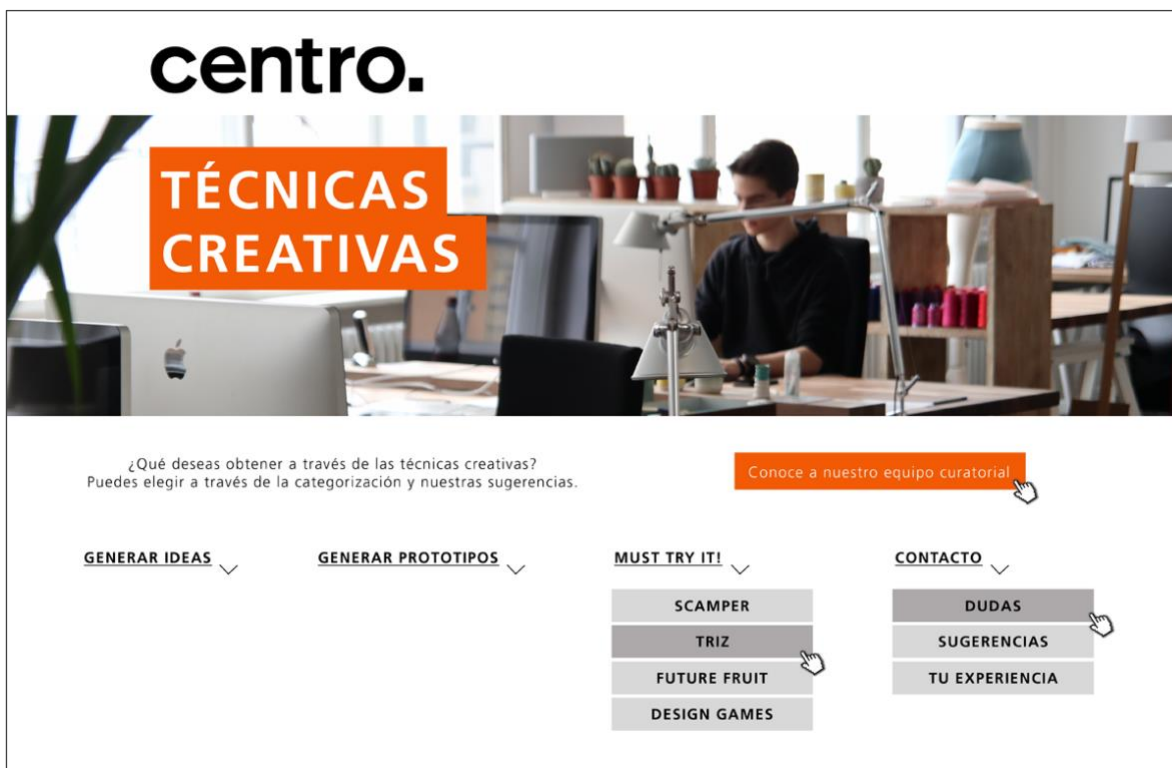 centro.
TÉCNICAS
CREATIVAS
¿Qué deseas obtener a través de las técnicas creativas?
Puedes elegir a través de la categorización y nuestras sugerencias.
Conoce a nuestro equipo curatorial
GENERAR IDEAS
GENERAR PROTOTIPOS
MUST TRY IT!
SCAMPER
TRIZ
FUTURE FRUIT
DESIGN GAMES
CONTACTO
DUDAS
SUGERENCIAS
TU EXPERIENCIA